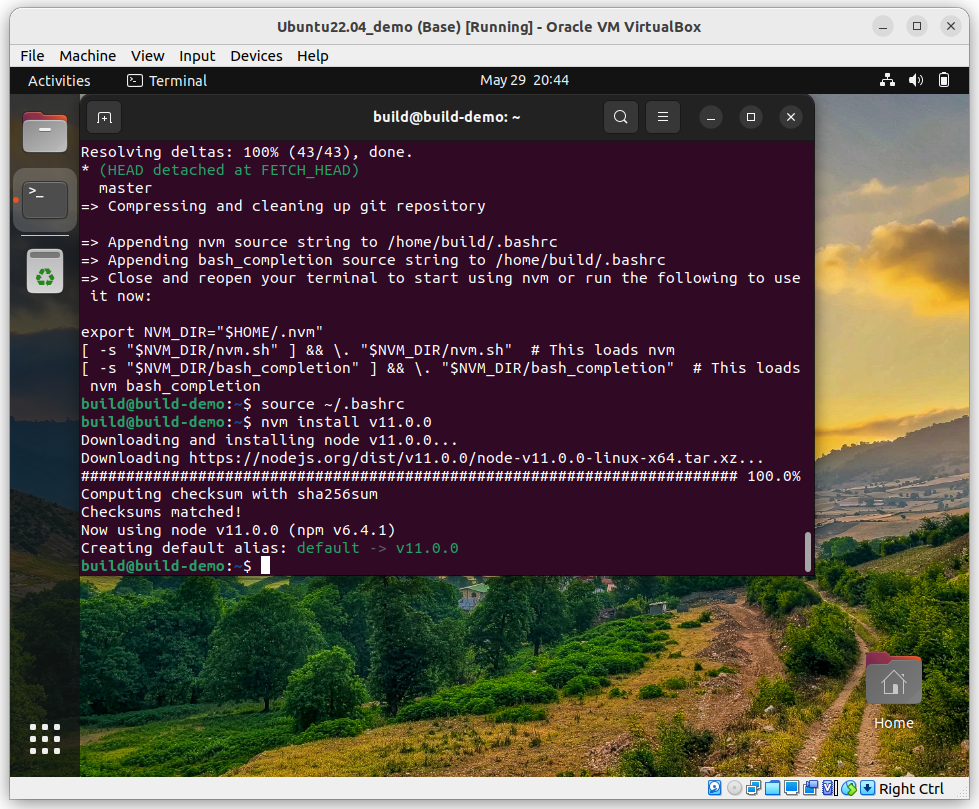 Ubuntu22.04_demo (Base) [Running] - Oracle VM VirtualBox
File Machine View Input Devices Help
Activities Terminal May 29 20:44
build@build-demo: ~
Resolving deltas: 100% (43/43), done.
* (HEAD detached at FETCH_HEAD)
master
=> Compressing and cleaning up git repository
=> Appending nvm source string to /home/build/.bashrc
=> Appending bash_completion source string to /home/build/.bashrc
=> Close and reopen your terminal to start using nvm or run the following to use
it now:
export NVM_DIR="$HOME/.nvm"
[ -s "$NVM_DIR/nvm.sh" ] && \. "$NVM_DIR/nvm.sh"  # This loads nvm
[ -s "$NVM_DIR/bash_completion" ] && \. "$NVM_DIR/bash_completion"  # This loads
nvm bash_completion
build@build-demo:~$ source ~/.bashrc
build@build-demo:~$ nvm install v11.0.0
Downloading and installing node v11.0.0...
Downloading https://nodejs.org/dist/v11.0.0/node-v11.0.0-linux-x64.tar.xz...
######################################################################### 100.0%
Computing checksum with sha256sum
Checksums matched!
Now using node v11.0.0 (npm v6.4.1)
Creating default alias: default -> v11.0.0
build@build-demo:~$
Home
Right Ctrl